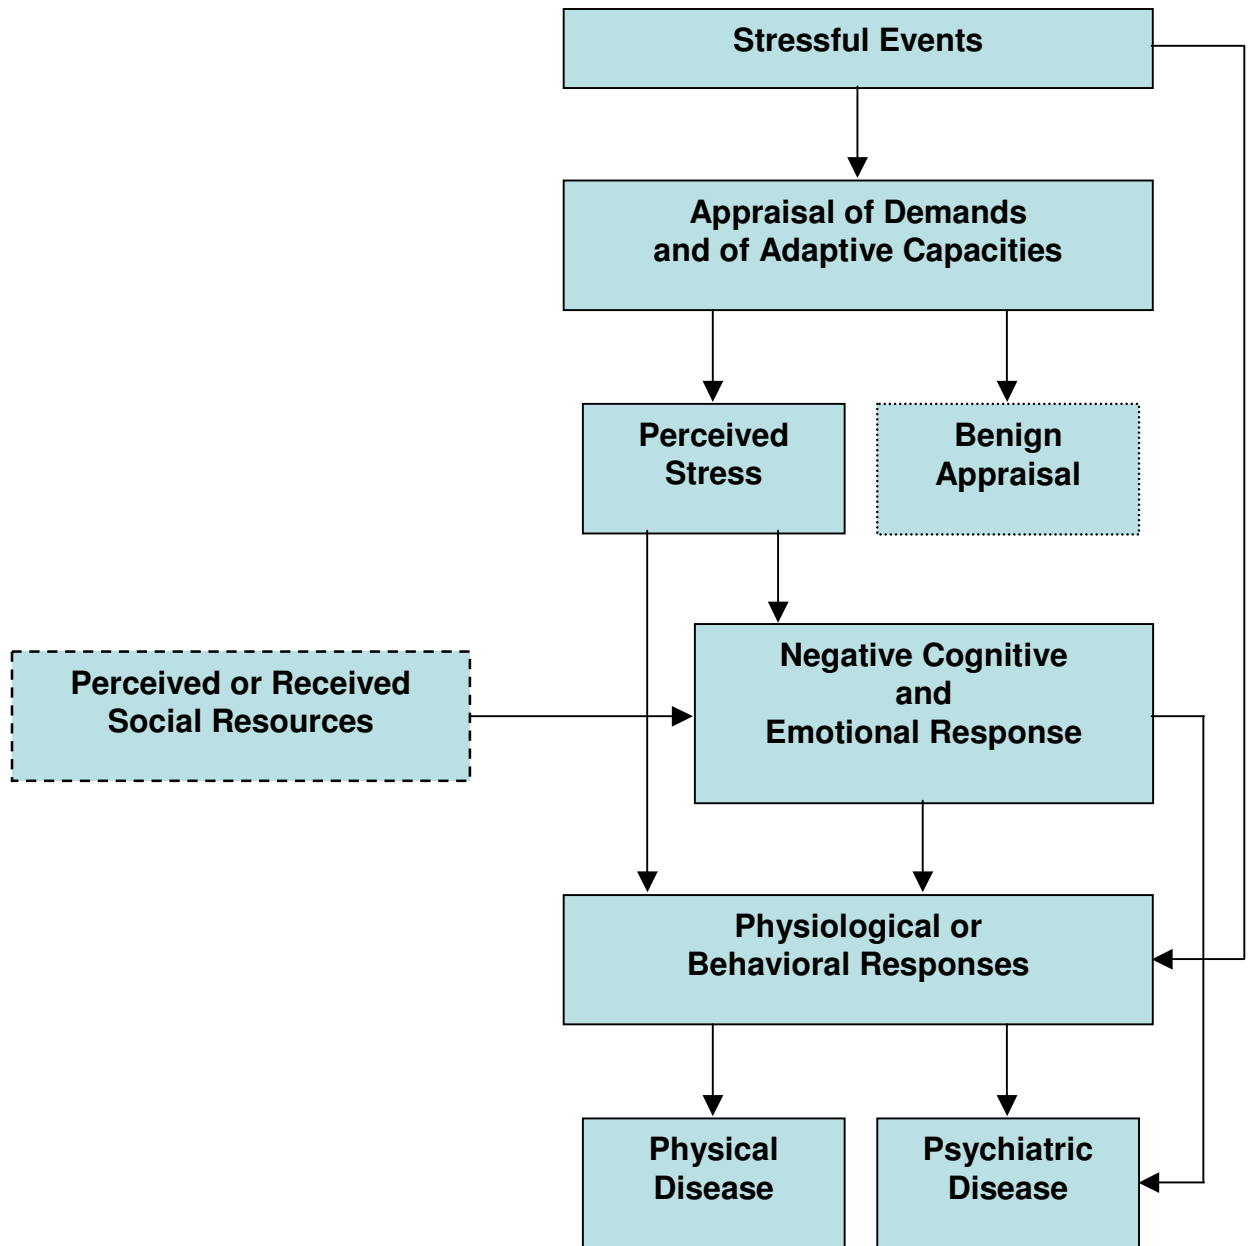 Stressful Events
Appraisal of Demands
and of Adaptive Capacities
Perceived
Stress
Benign
Appraisal
Negative Cognitive
and
Emotional Response
Perceived or Received
Social Resources
Physiological or
Behavioral Responses
Physical
Disease
Psychiatric
Disease